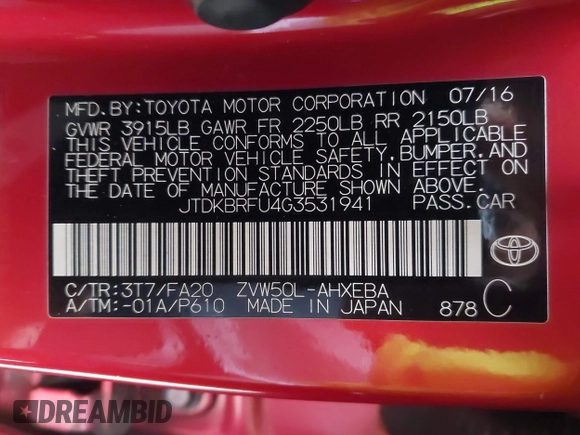 MFD. BY: TOYOTA MOTOR CORPORATION 07/16
GVWR 3915LB GAWR FR 2250LB RR 2150LB
THIS VEHICLE CONFORMS TO ALL APPLICABLE
FEDERAL MOTOR VEHICLE SAFETY, BUMPER, AND
THEFT PREVENTION STANDARDS IN EFFECT ON
THE DATE OF MANUFACTURE SHOWN ABOVE.
JTDKBRFU4G3531941 PASS. CAR
C/TR: 3T7/FA20 ZVW50L-AHXEBA
A/TM: -01A/P610 MADE IN JAPAN 878 C
DREAMBID